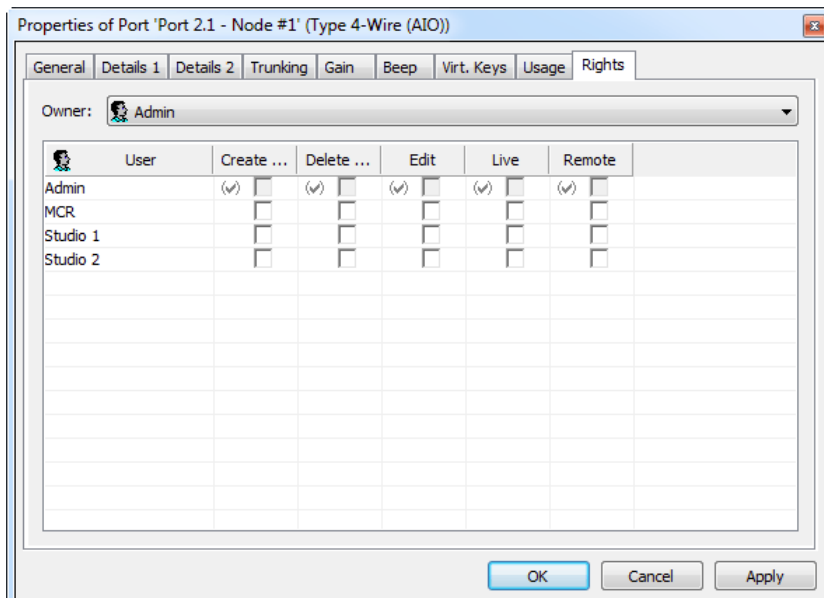 Properties of Port 'Port 2.1 - Node #1' (Type 4-Wire (AIO))
General Details 1 Details 2 Trunking Gain Beep Virt. Keys Usage Rights
Owner: Admin
User Create ... Delete ... Edit Live Remote
Admin (✓) (✓) (✓) (✓) (✓)
MCR
Studio 1
Studio 2
OK Cancel Apply